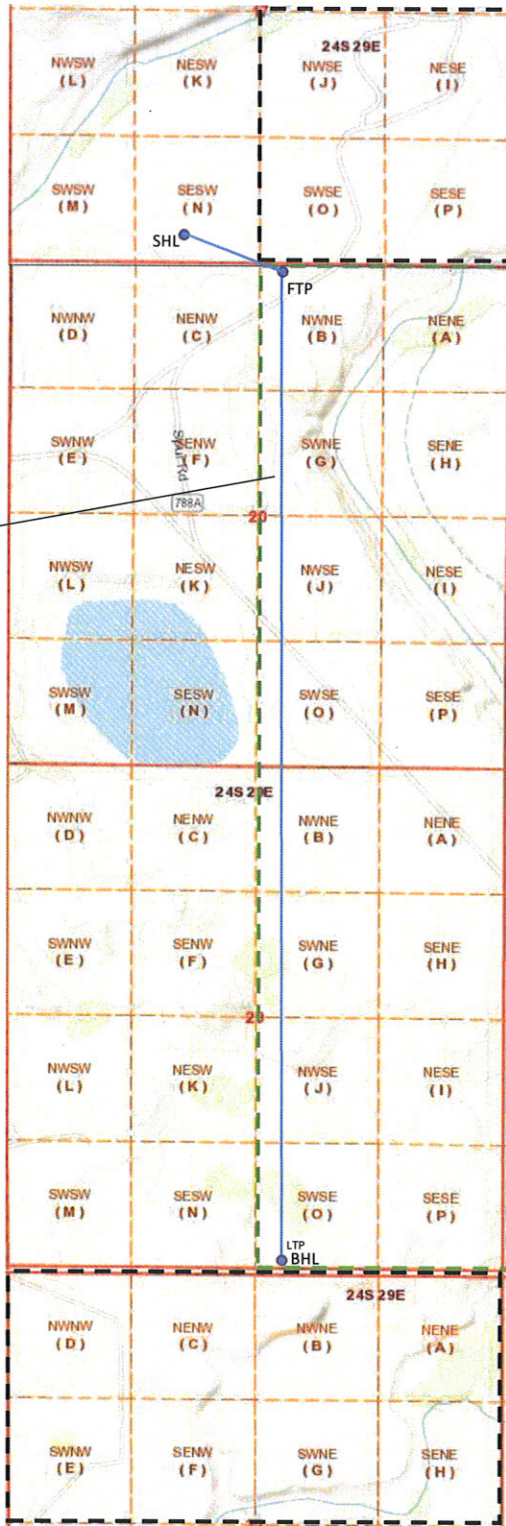 17
24S 29E
NWSW NESW NWSE NESE
(L) (K) (J) (I)
SWSW SESW SWSE SESE
(M) (N) (O) (P)
SHL
FTP
NWNW NENW NWNE NENE
(D) (C) (B) (A)
SWNW SENW SWNE SENE
(E) (F) (G) (H)
Spur Rd
788A
20
NWSW NESW NWSE NESE
(L) (K) (J) (I)
SWSW SESW SWSE SESE
(M) (N) (O) (P)
24S 29E
NWNW NENW NWNE NENE
(D) (C) (B) (A)
SWNW SENW SWNE SENE
(E) (F) (G) (H)
NWSW NESW NWSE NESE
(L) (K) (J) (I)
SWSW SESW SWSE SESE
(M) (N) (O) (P)
LTP
BHL
24S 29E
NWNW NENW NWNE NENE
(D) (C) (B) (A)
SWNW SENW SWNE SENE
(E) (F) (G) (H)